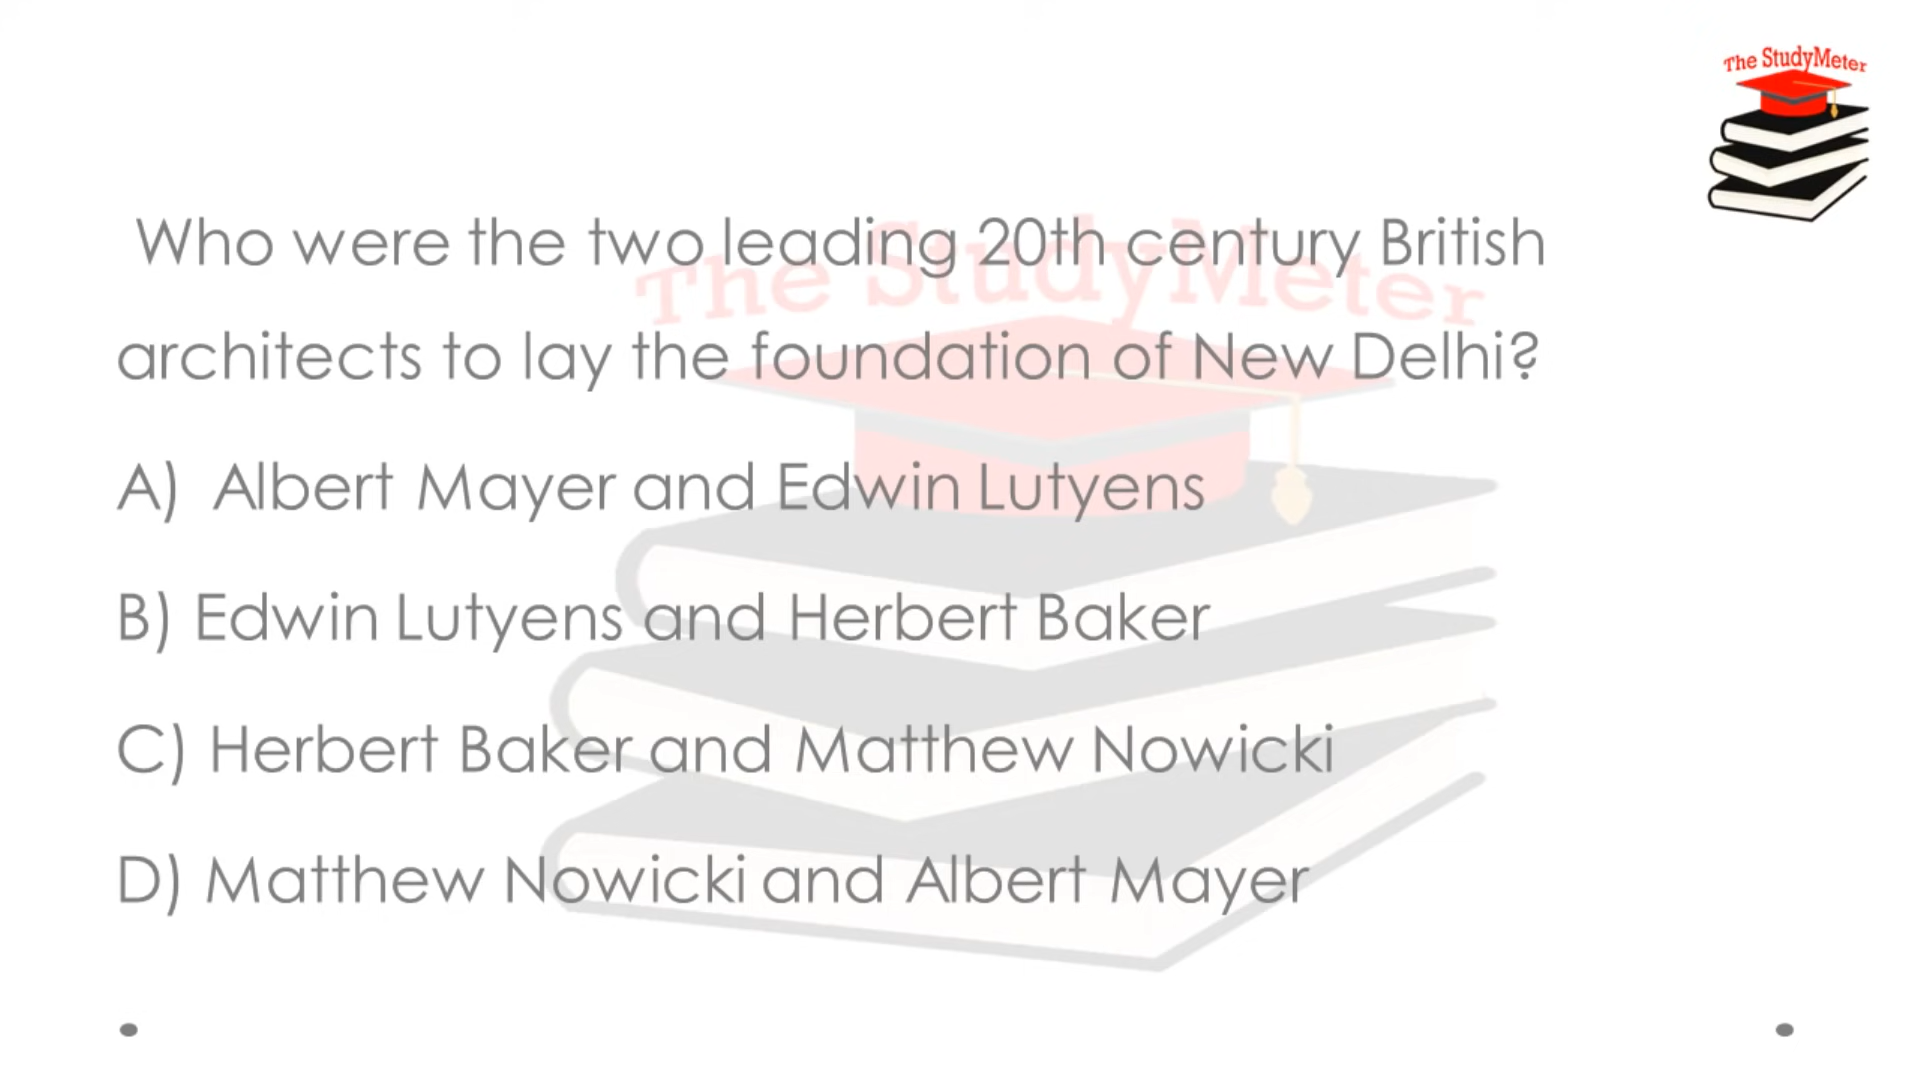 The StudyMeter
Who were the two leading 20th century British
The StudyMeter
architects to lay the foundation of New Delhi?
A) Albert Mayer and Edwin Lutyens
B) Edwin Lutyens and Herbert Baker
C) Herbert Baker and Matthew Nowicki
D) Matthew Nowicki and Albert Mayer